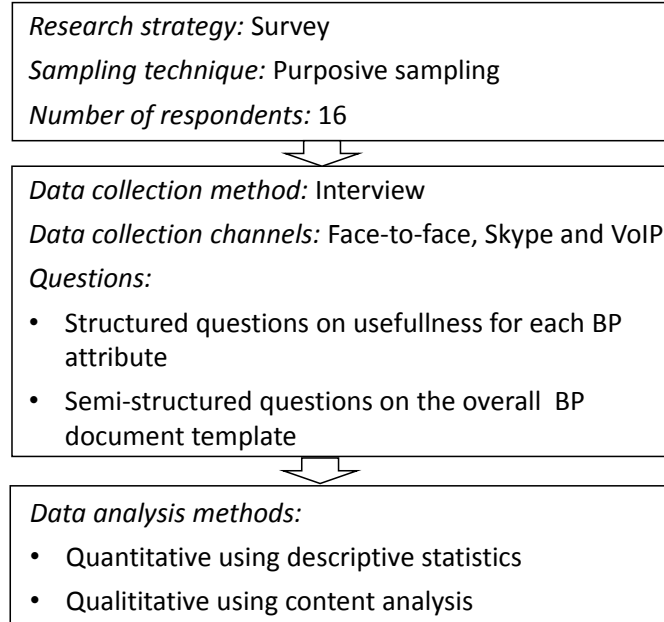 Research strategy: Survey
Sampling technique: Purposive sampling
Number of respondents: 16
Data collection method: Interview
Data collection channels: Face-to-face, Skype and VoIP
Questions:
• Structured questions on usefullness for each BP
attribute
• Semi-structured questions on the overall BP
document template
Data analysis methods:
• Quantitative using descriptive statistics
• Qualititative using content analysis